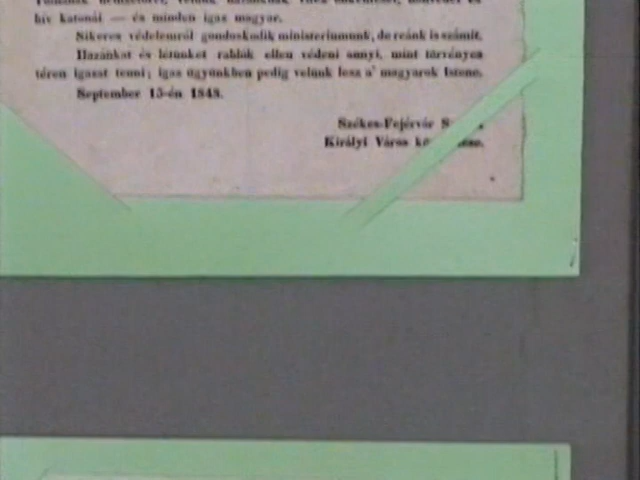 hív katonái — és minden igaz magyar.
Sikeres védelemről gondoskodik ministeriumunk, de reánk is számít.
Hazánkat és létünket rablók ellen védeni annyi, mint törvényes
téren igazat tenni; igaz ügyünkben pedig velünk lesz a' magyarok Istene.
September 15-én 1848.
Székes-Fejérvár
Királyi Város